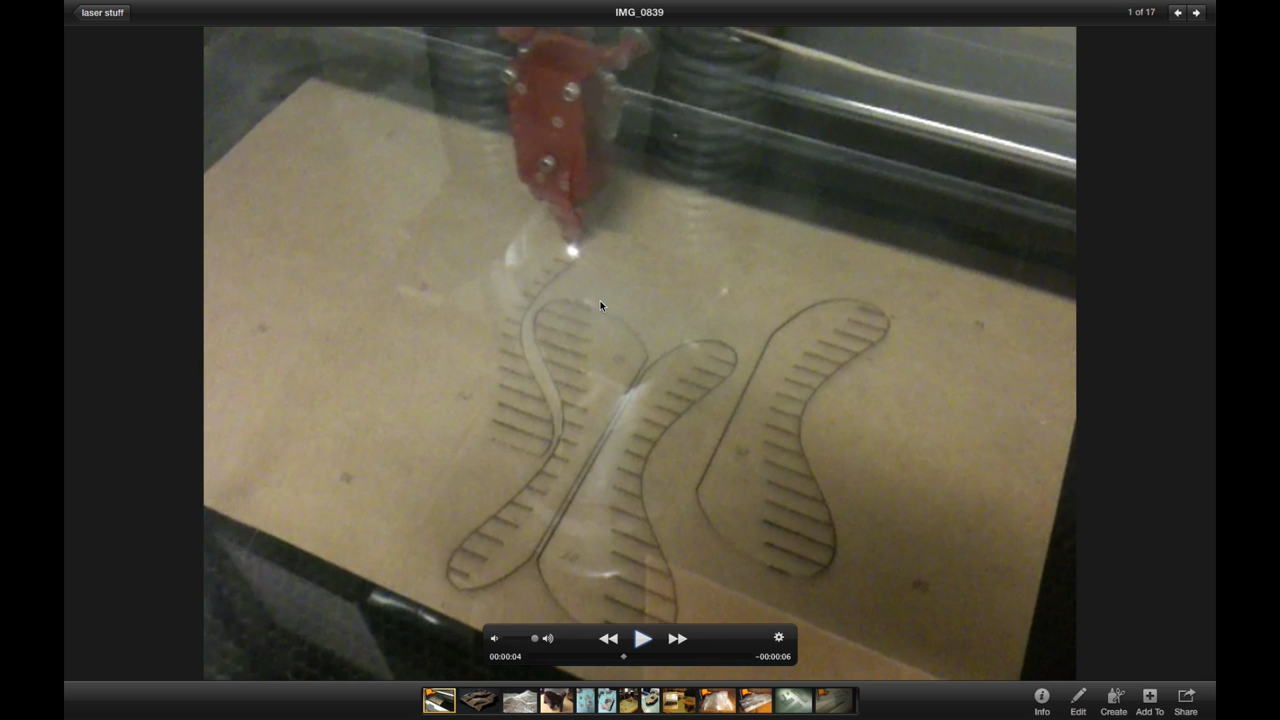 laser stuff
IMG_0839
1 of 17
00:00:04
-00:00:06
Info
Edit
Create
Add To
Share